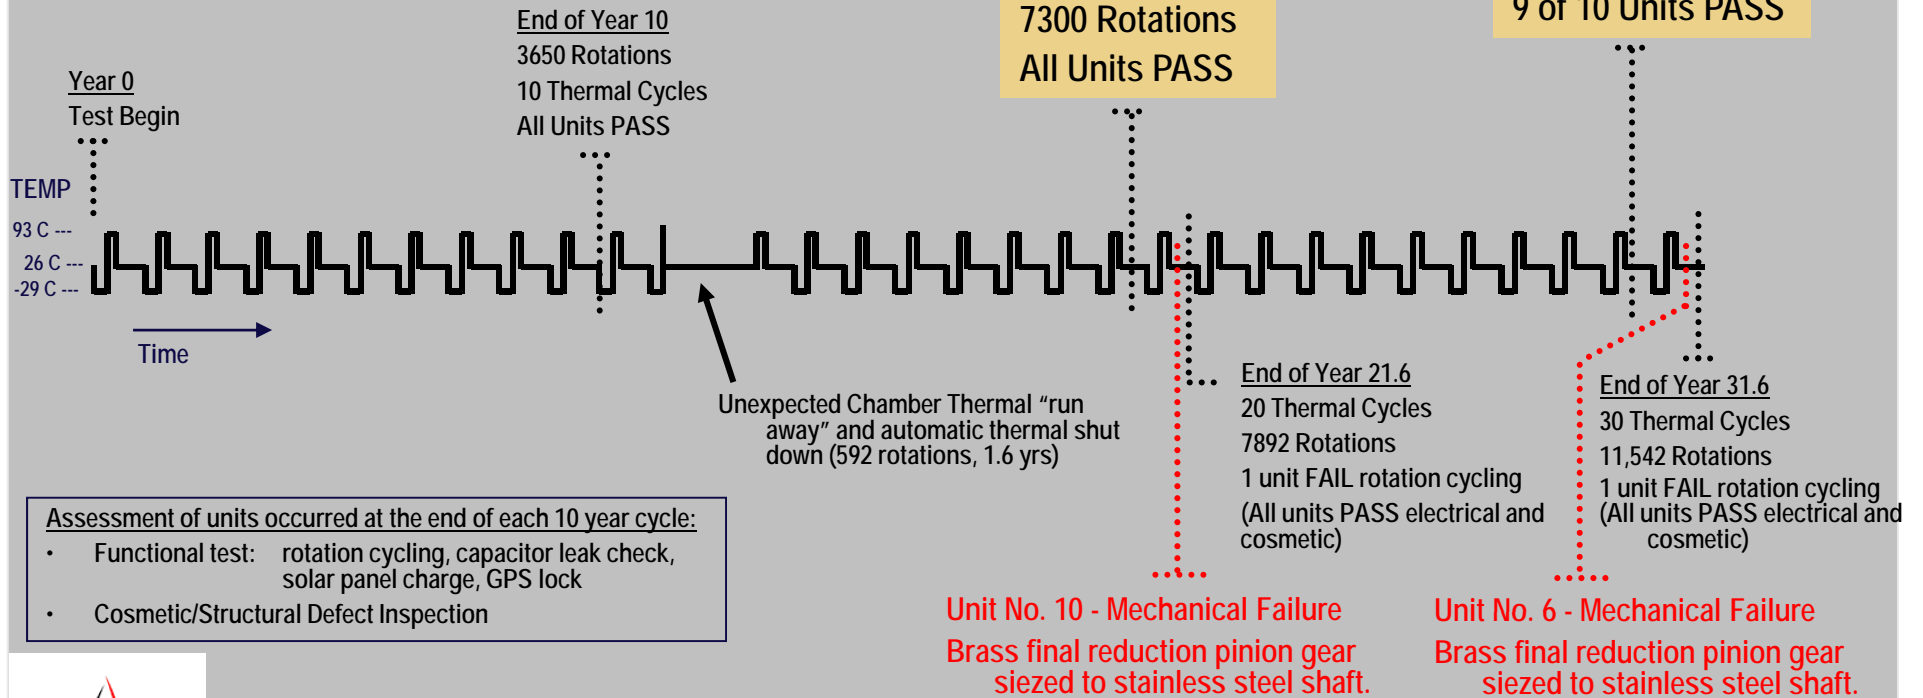 End of Year 10
3650 Rotations
10 Thermal Cycles
All Units PASS
7300 Rotations
All Units PASS
9 of 10 Units PASS
Year 0
Test Begin
TEMP
93 C ---
26 C ---
-29 C ---
Time
Unexpected Chamber Thermal “run
away” and automatic thermal shut
down (592 rotations, 1.6 yrs)
End of Year 21.6
20 Thermal Cycles
7892 Rotations
1 unit FAIL rotation cycling
(All units PASS electrical and
cosmetic)
End of Year 31.6
30 Thermal Cycles
11,542 Rotations
1 unit FAIL rotation cycling
(All units PASS electrical and
cosmetic)
Assessment of units occurred at the end of each 10 year cycle:
• Functional test: rotation cycling, capacitor leak check,
solar panel charge, GPS lock
• Cosmetic/Structural Defect Inspection
Unit No. 10 - Mechanical Failure
Brass final reduction pinion gear
siezed to stainless steel shaft.
Unit No. 6 - Mechanical Failure
Brass final reduction pinion gear
siezed to stainless steel shaft.